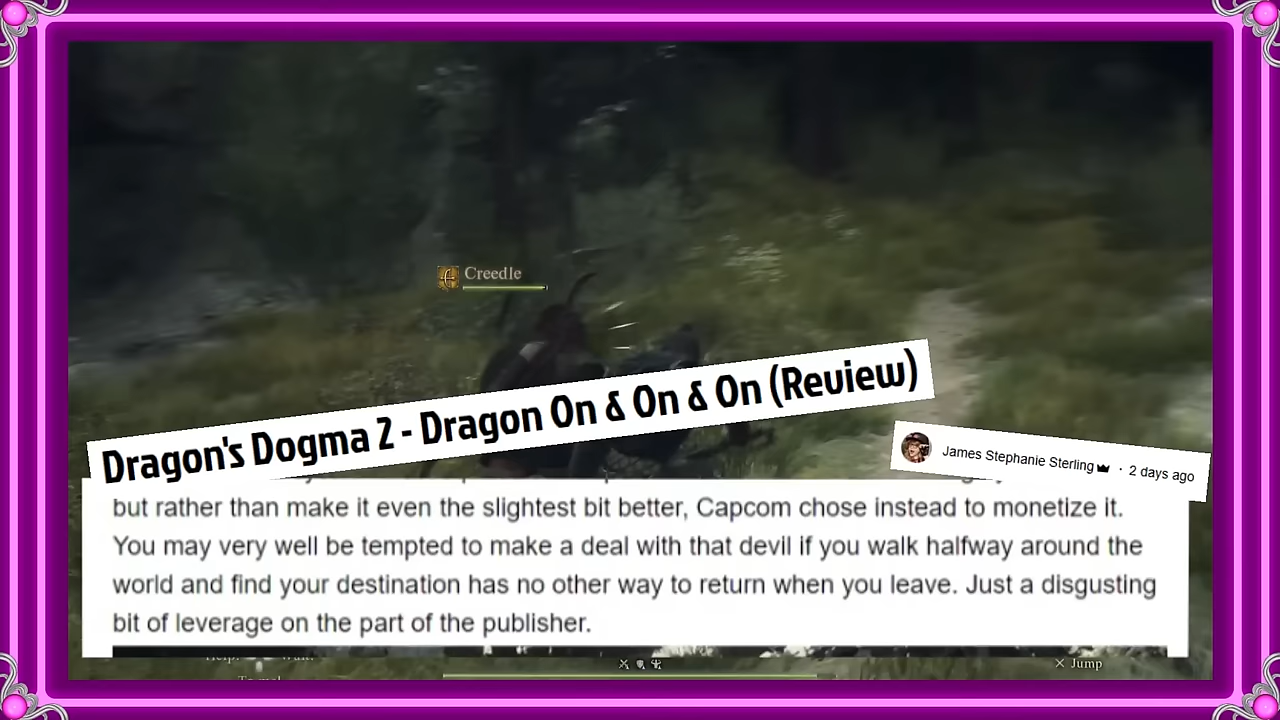 Creedle
Dragon's Dogma 2 - Dragon On & On & On (Review)
James Stephanie Sterling · 2 days ago
but rather than make it even the slightest bit better, Capcom chose instead to monetize it.
You may very well be tempted to make a deal with that devil if you walk halfway around the
world and find your destination has no other way to return when you leave. Just a disgusting
bit of leverage on the part of the publisher.
Jump